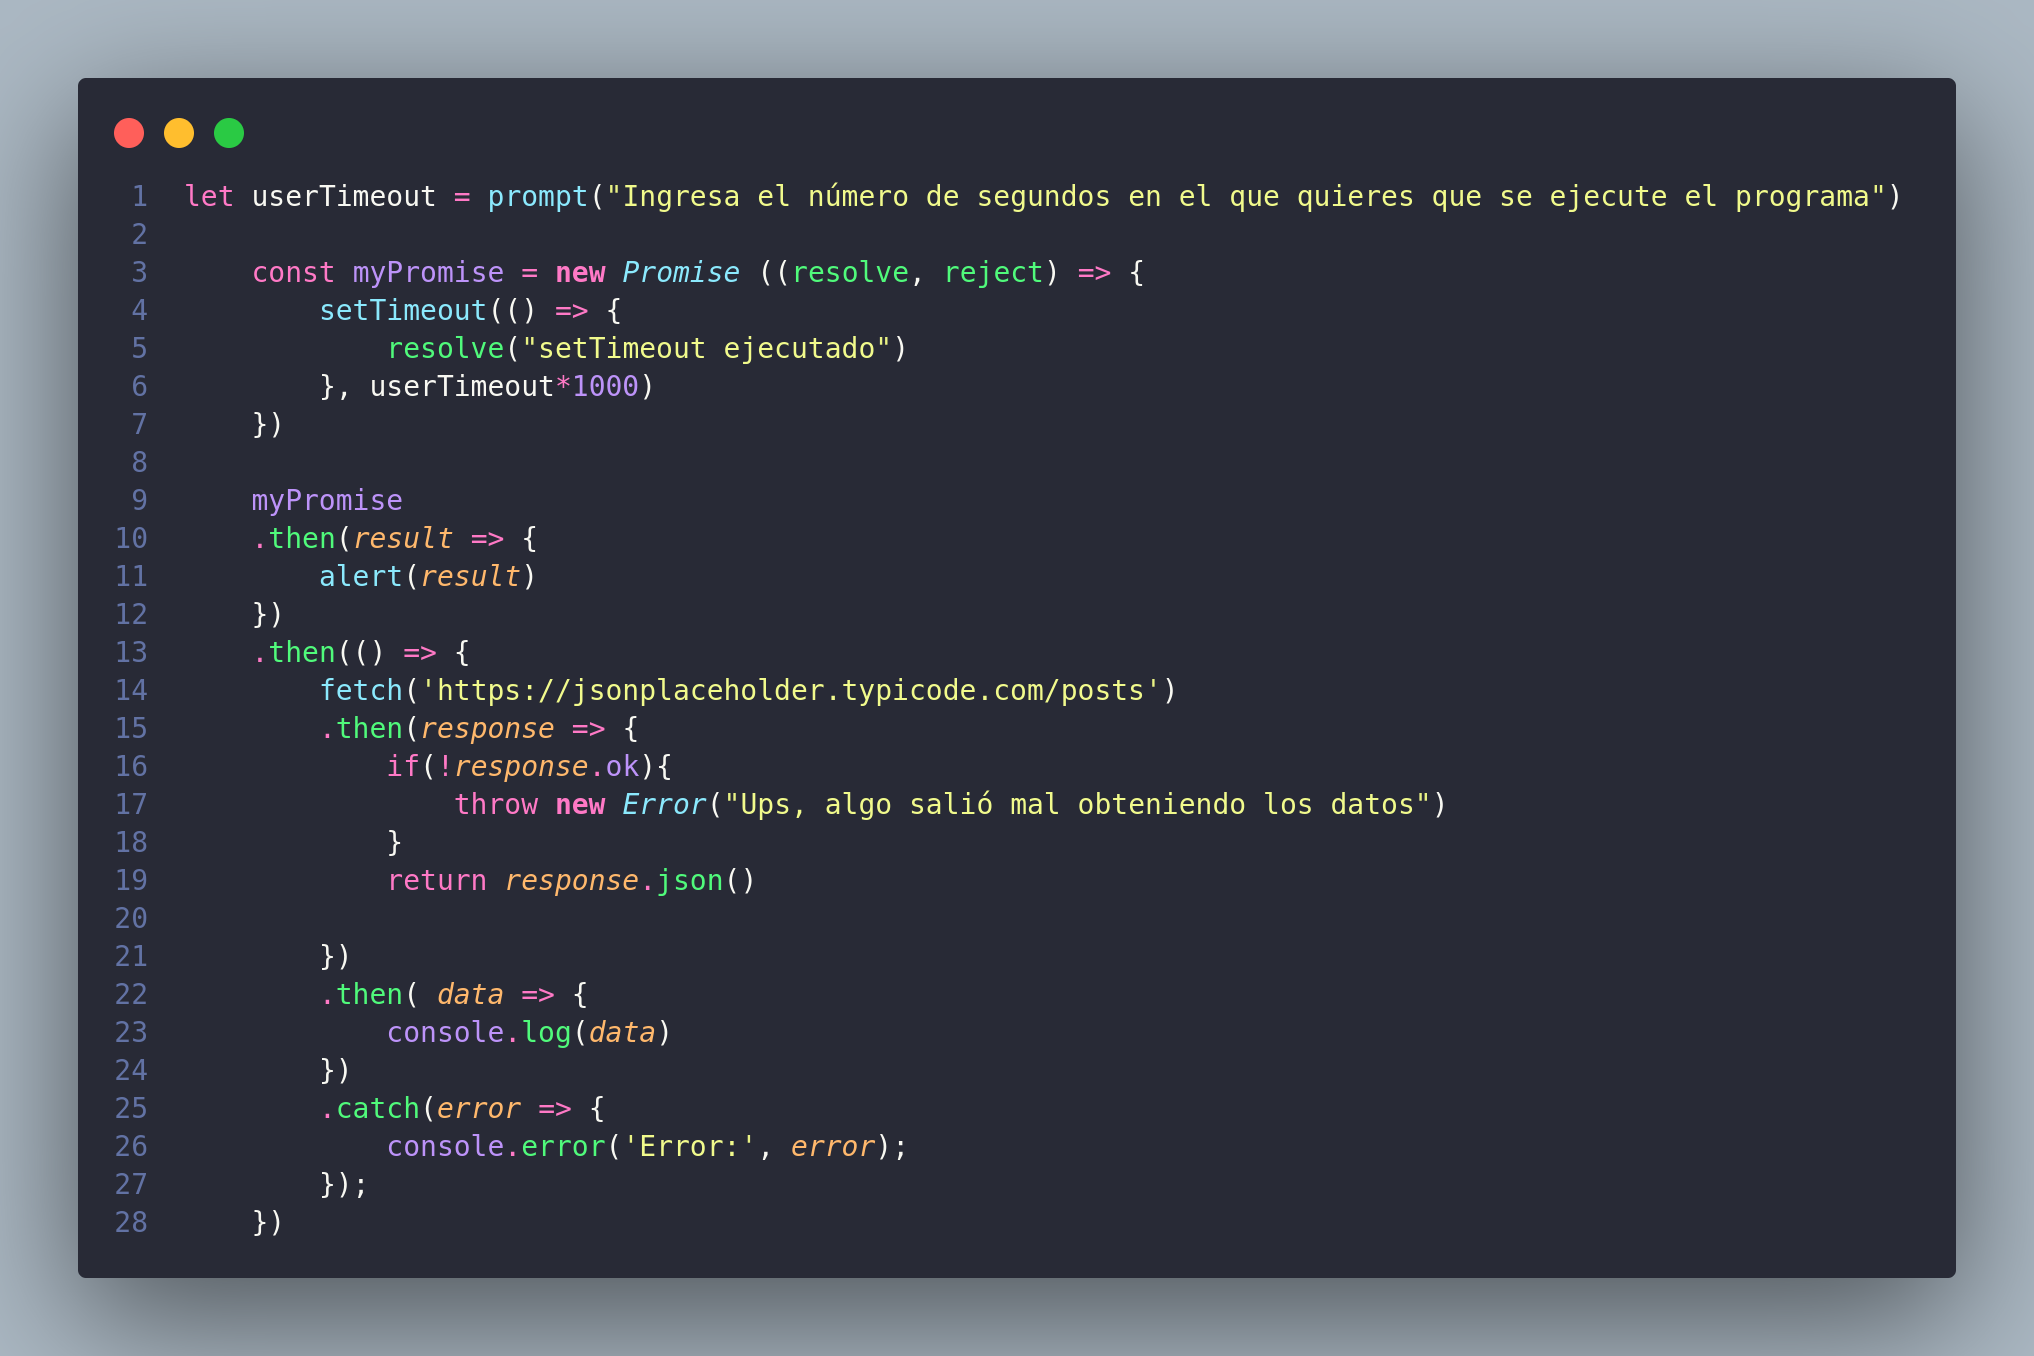 1 let userTimeout = prompt("Ingresa el número de segundos en el que quieres que se ejecute el programa")
2
3     const myPromise = new Promise ((resolve, reject) => {
4         setTimeout(() => {
5             resolve("setTimeout ejecutado")
6         }, userTimeout*1000)
7     })
8
9     myPromise
10     .then(result => {
11         alert(result)
12     })
13     .then(() => {
14         fetch('https://jsonplaceholder.typicode.com/posts')
15         .then(response => {
16             if(!response.ok){
17                 throw new Error("Ups, algo salió mal obteniendo los datos")
18             }
19             return response.json()
20
21         })
22         .then( data => {
23             console.log(data)
24         })
25         .catch(error => {
26             console.error('Error:', error);
27         });
28     })